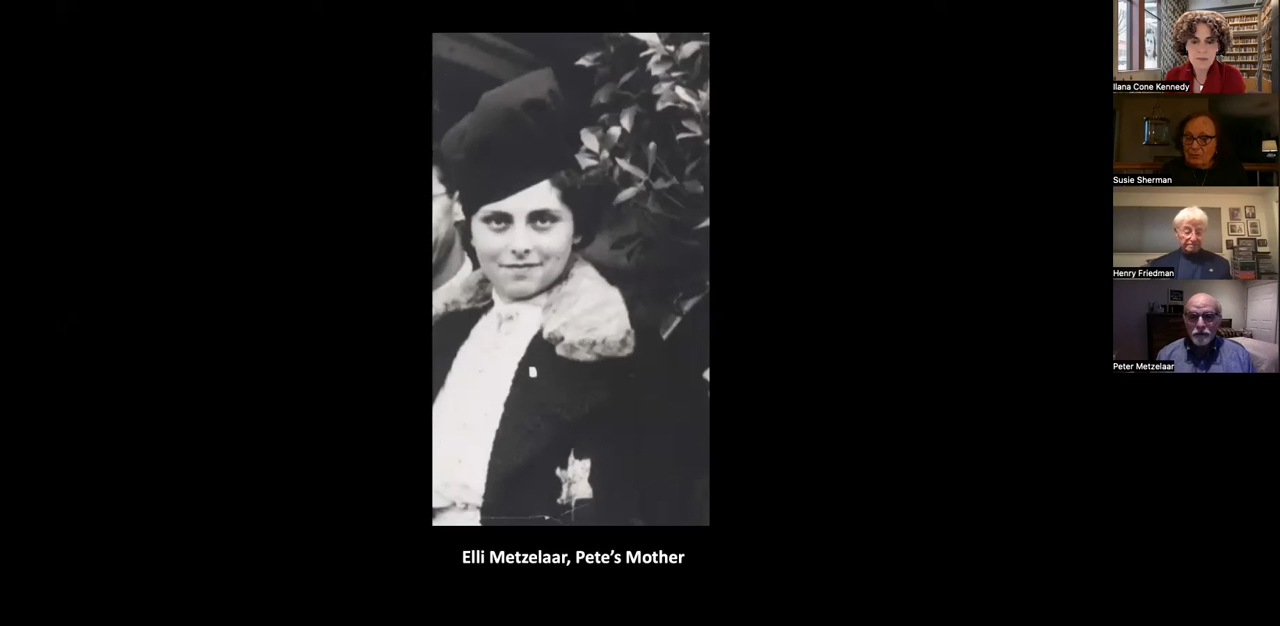 Elli Metzelaar, Pete's Mother
Ilana Cone Kennedy
Susie Sherman
Henry Friedman
Peter Metzelaar